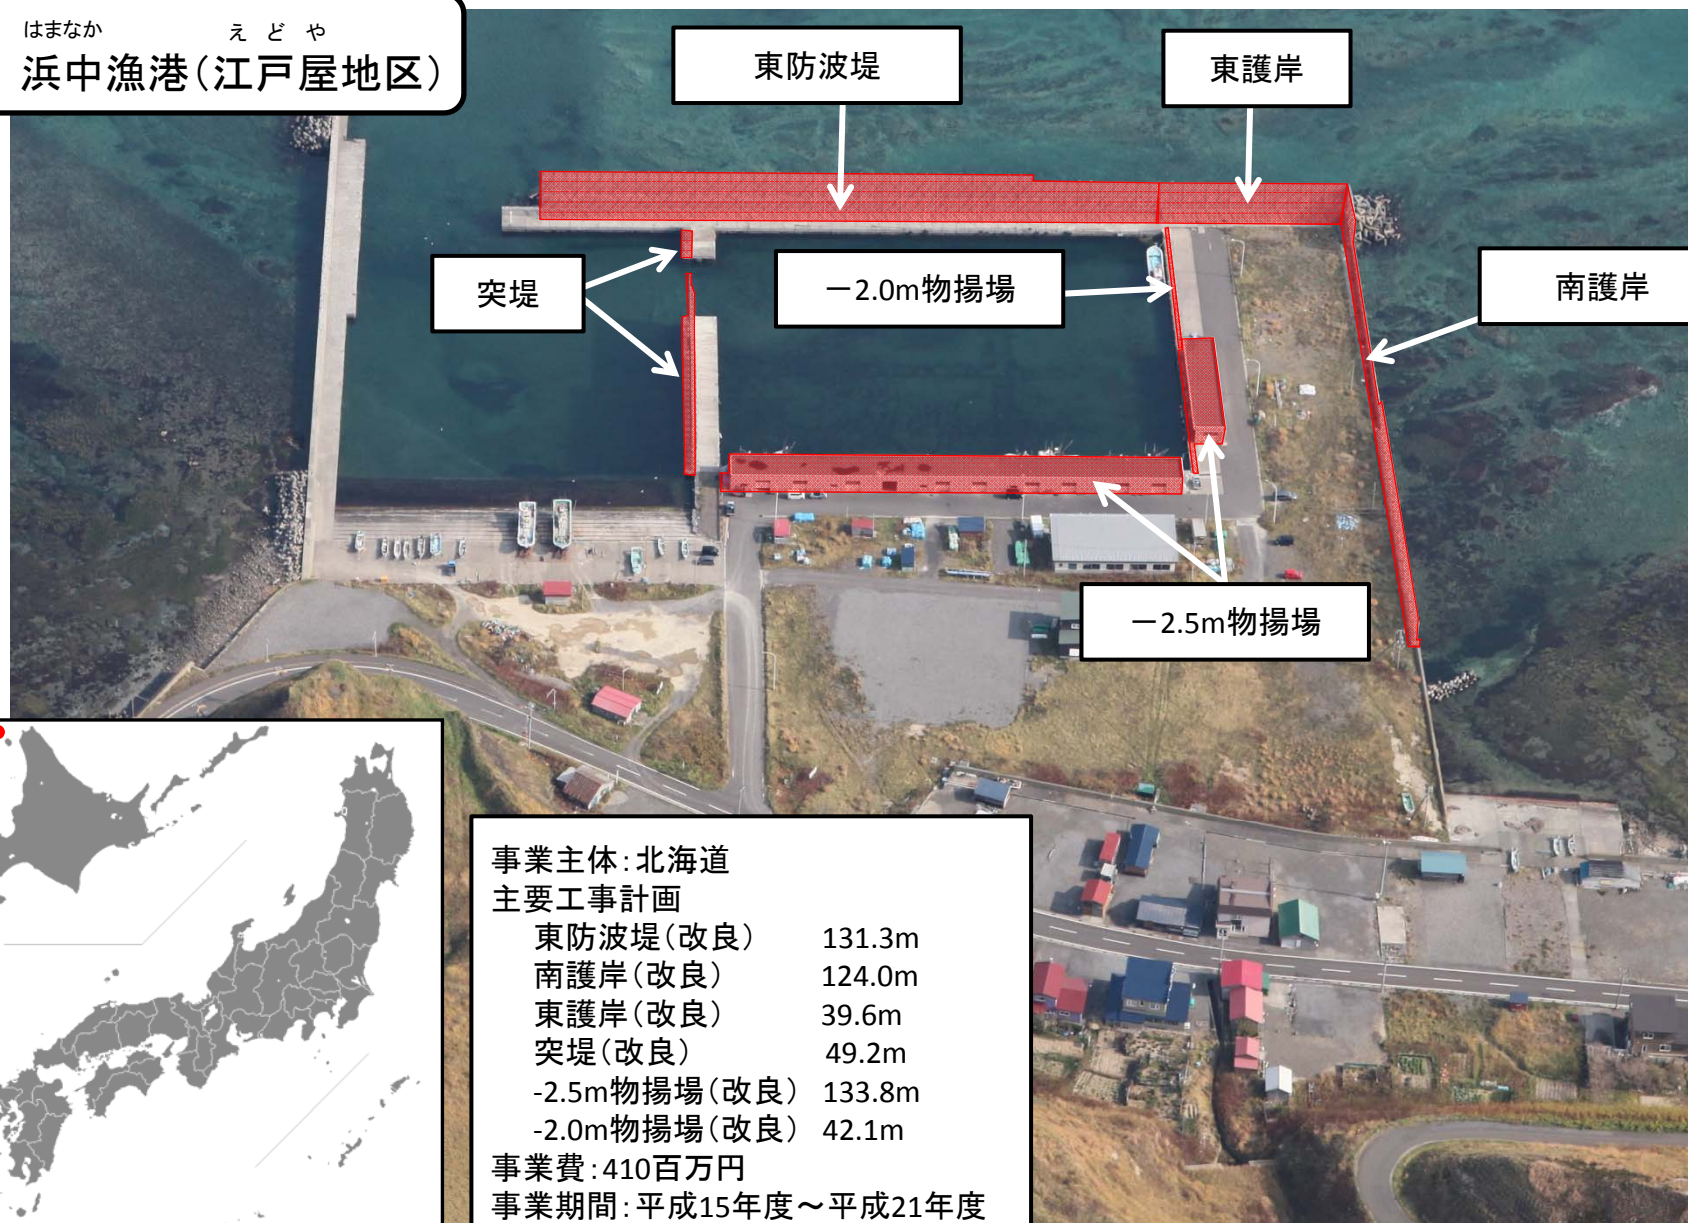 はまなか えどや
浜中漁港(江戸屋地区)
東防波堤
東護岸
突堤
－2.0m物揚場
南護岸
－2.5m物揚場
事業主体:北海道
主要工事計画
東防波堤(改良) 131.3m
南護岸(改良) 124.0m
東護岸(改良) 39.6m
突堤(改良) 49.2m
-2.5m物揚場(改良) 133.8m
-2.0m物揚場(改良) 42.1m
事業費:410百万円
事業期間:平成15年度～平成21年度